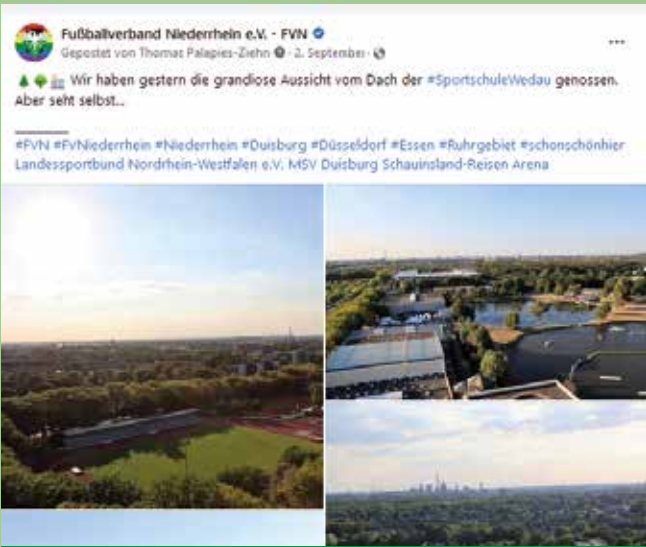 Fußballverband Niederrhein e.V. - FVN
Gepostet von Thomas Palapies-Ziehn · 2. September ·
Wir haben gestern die grandiose Aussicht vom Dach der #SportschuleWedau genossen.
Aber seht selbst..
#FVN #FVNiederrhein #Niederrhein #Duisburg #Düsseldorf #Essen #Ruhrgebiet #schonschönhier
Landessportbund Nordrhein-Westfalen e.V. MSV Duisburg Schauinsland-Reisen Arena